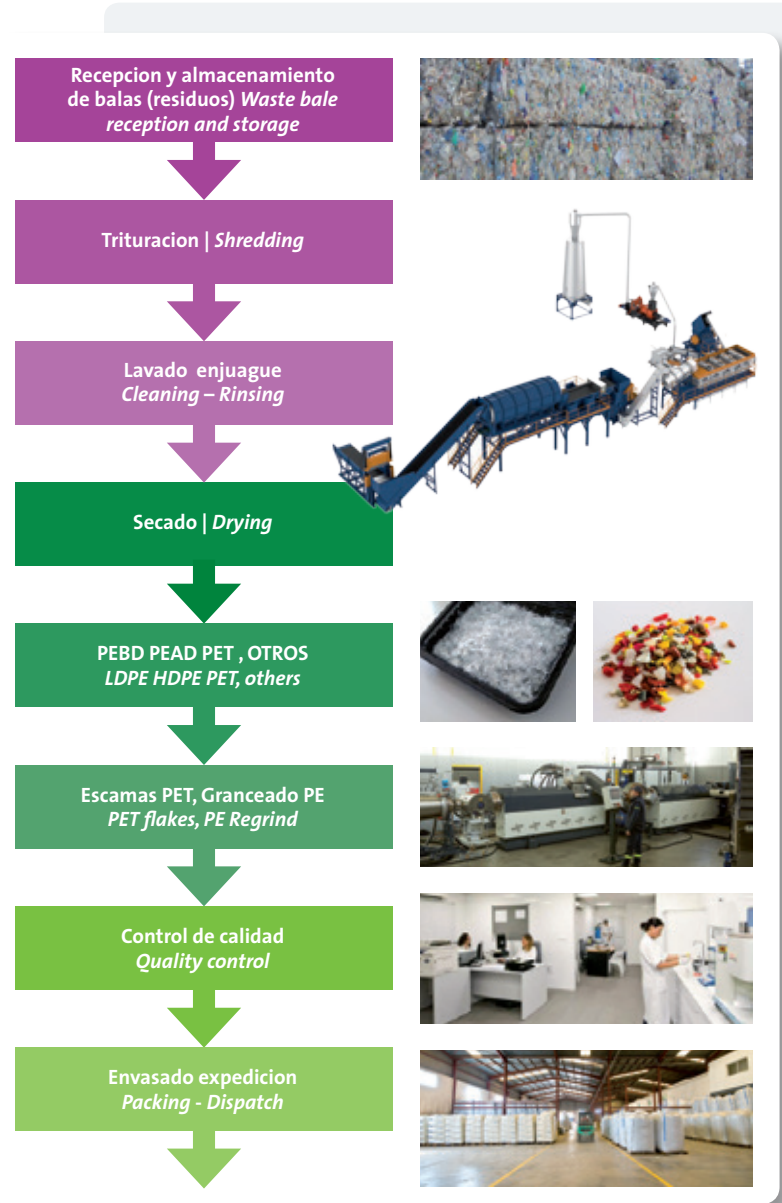 Recepcion y almacenamiento
de balas (residuos) Waste bale
reception and storage
Trituracion | Shredding
Lavado enjuague
Cleaning – Rinsing
Secado | Drying
PEBD PEAD PET , OTROS
LDPE HDPE PET, others
Escamas PET, Granceado PE
PET flakes, PE Regrind
Control de calidad
Quality control
Envasado expedicion
Packing - Dispatch